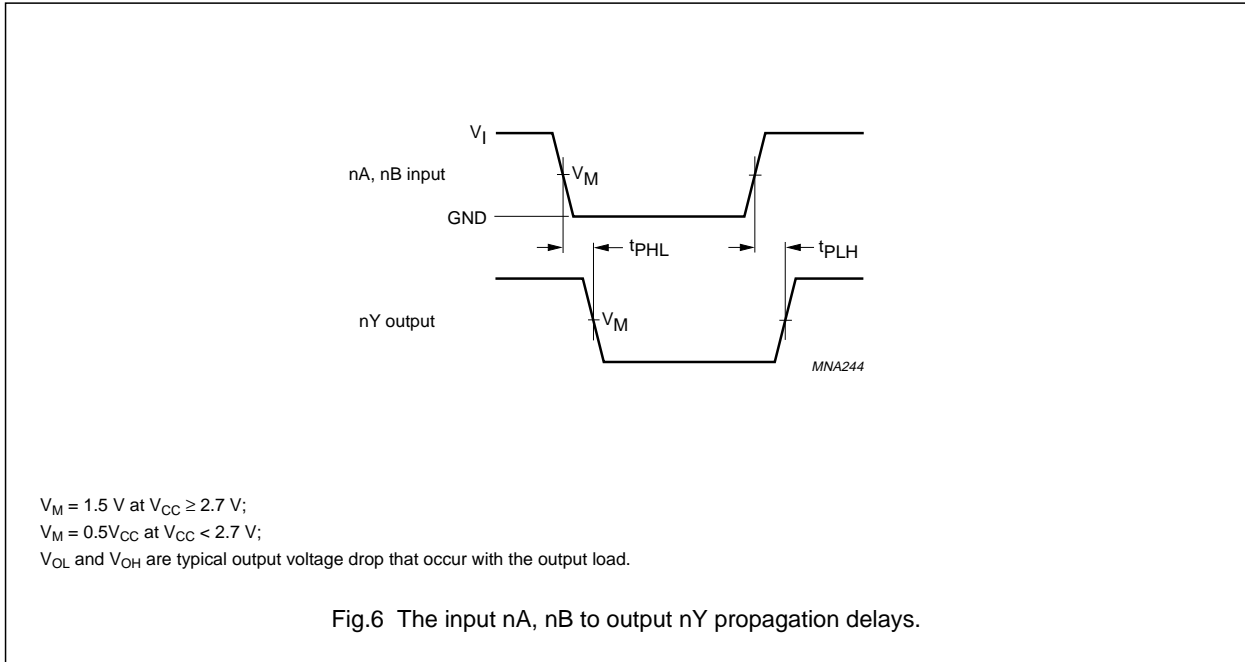 V_I
nA, nB input
V_M
GND
t_PHL
t_PLH
nY output
V_M
MNA244
V_M = 1.5 V at V_CC ≥ 2.7 V;
V_M = 0.5V_CC at V_CC < 2.7 V;
V_OL and V_OH are typical output voltage drop that occur with the output load.
Fig.6 The input nA, nB to output nY propagation delays.